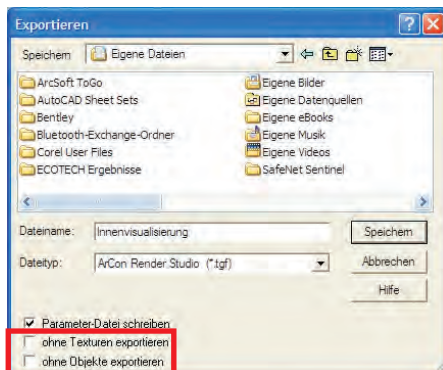 Exportieren
Speichern Eigene Dateien
ArcSoft ToGo
AutoCAD Sheet Sets
Bentley
Bluetooth-Exchange-Ordner
Corel User Files
ECOTECH Ergebnisse
Eigene Bilder
Eigene Datenquellen
Eigene eBooks
Eigene Musik
Eigene Videos
SafeNet Sentinel
Dateiname: Innenvisualisierung Speichern
Dateityp: ArCon Render Studio (*.tgf) Abbrechen
Hilfe
Parameter-Datei schreiben
ohne Texturen exportieren
ohne Objekte exportieren